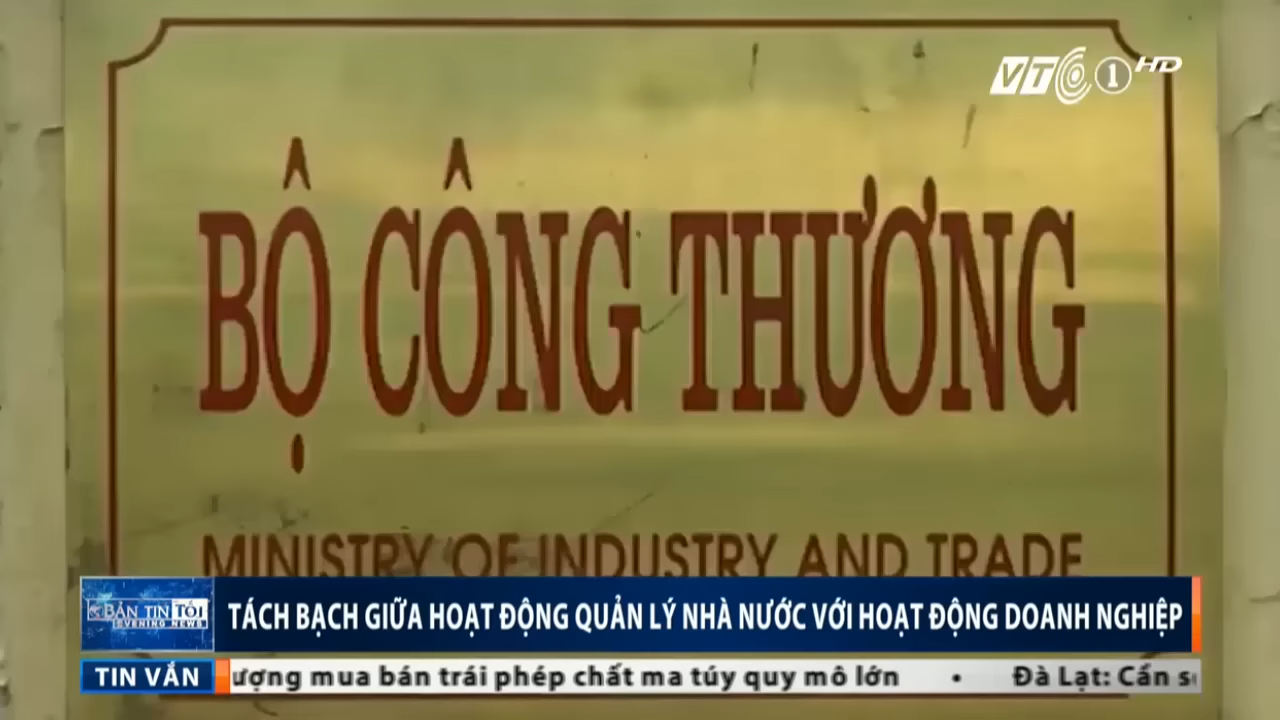 VTC 1 HD
BỘ CÔNG THƯƠNG
MINISTRY OF INDUSTRY AND TRADE
BẢN TIN TỐI
EVENING NEWS
TÁCH BẠCH GIỮA HOẠT ĐỘNG QUẢN LÝ NHÀ NƯỚC VỚI HOẠT ĐỘNG DOANH NGHIỆP
TIN VẮN
ượng mua bán trái phép chất ma túy quy mô lớn • Đà Lạt: Cần